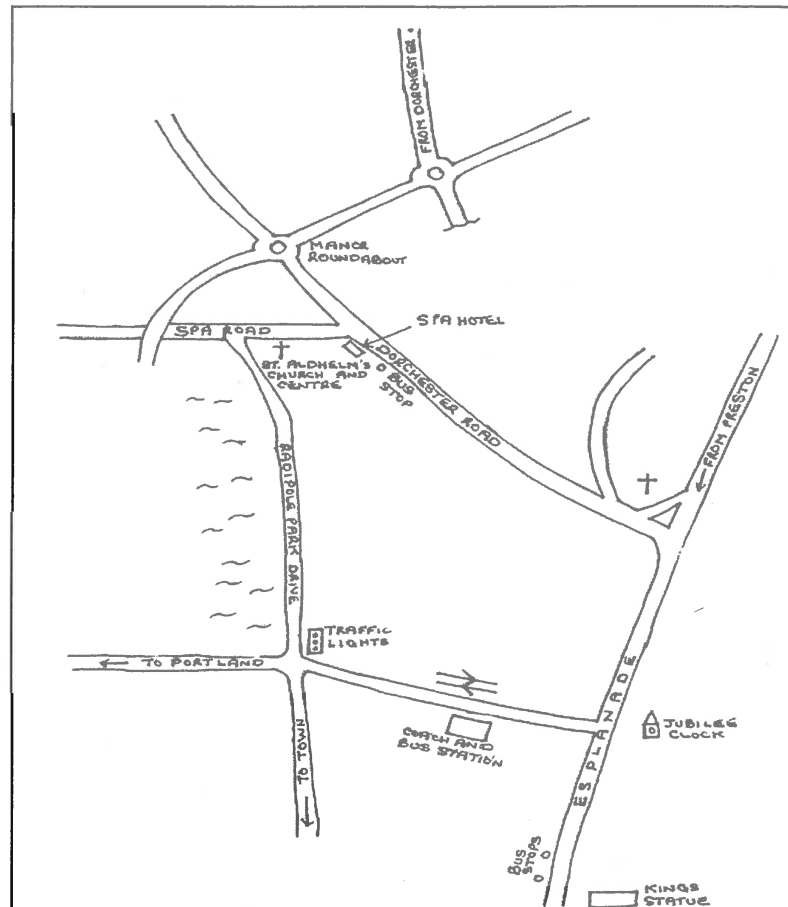 FROM DORCHESTER
MANOR
ROUNDABOUT
SPA HOTEL
SPA ROAD
ST. ALDHELM'S
CHURCH AND
CENTRE
BUS
STOP
DORCHESTER ROAD
FROM PRESTON
RADIPOLE PARK DRIVE
TRAFFIC
LIGHTS
TO PORTLAND
TO TOWN
COACH AND
BUS STATION
ESPLANADE
JUBILEE
CLOCK
BUS
STOPS
KINGS
STATUE